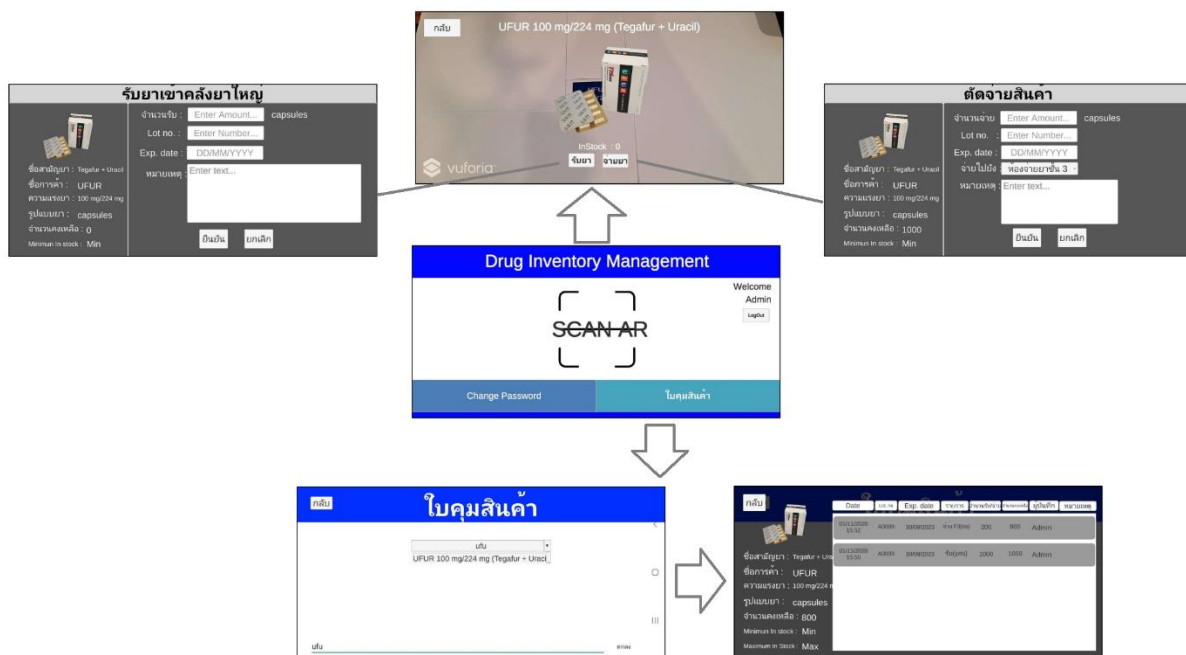 กลับ
UFUR 100 mg/224 mg (Tegafur + Uracil)
InStock : 0
รับยา
จ่ายยา
vuforia
รับยาเข้าคลังยาใหญ่
จำนวนรับ : Enter Amount... capsules
Lot no. : Enter Number...
Exp. date : DD/MM/YYYY
หมายเหตุ : Enter text...
ชื่อสามัญยา : Tegafur + Uracil
ชื่อการค้า : UFUR
ความแรงยา : 100 mg/224 mg
รูปแบบยา : capsules
จำนวนคงเหลือ : 0
Minimun In stock : Min
ยืนยัน
ยกเลิก
ตัดจ่ายสินค้า
จำนวนจ่าย Enter Amount... capsules
Lot no. : Enter Number...
Exp. date : DD/MM/YYYY
จ่ายไปยัง : ห้องจ่ายยาชั้น 3
หมายเหตุ : Enter text...
ชื่อสามัญยา : Tegafur + Uracil
ชื่อการค้า : UFUR
ความแรงยา : 100 mg/224 mg
รูปแบบยา : capsules
จำนวนคงเหลือ : 1000
Minimun In stock : Min
ยืนยัน
ยกเลิก
Drug Inventory Management
Welcome
Admin
LogOut
SCAN AR
Change Password
ใบคุมสินค้า
กลับ
ใบคุมสินค้า
ufu
UFUR 100 mg/224 mg (Tegafur + Uracil
ufu
ตกลง
กลับ
Date
Lot no
Exp. date
รายการ
ผู้บันทึก
หมายเหตุ
A0009 30/09/2023 200 800 Admin
A0009 30/09/2023 1000 1000 Admin
ชื่อสามัญยา : Tegafur + Ura
ชื่อการค้า : UFUR
ความแรงยา : 100 mg/224 m
รูปแบบยา : capsules
จำนวนคงเหลือ : 800
Minimun In stock : Min
Maximum In Stock : Max